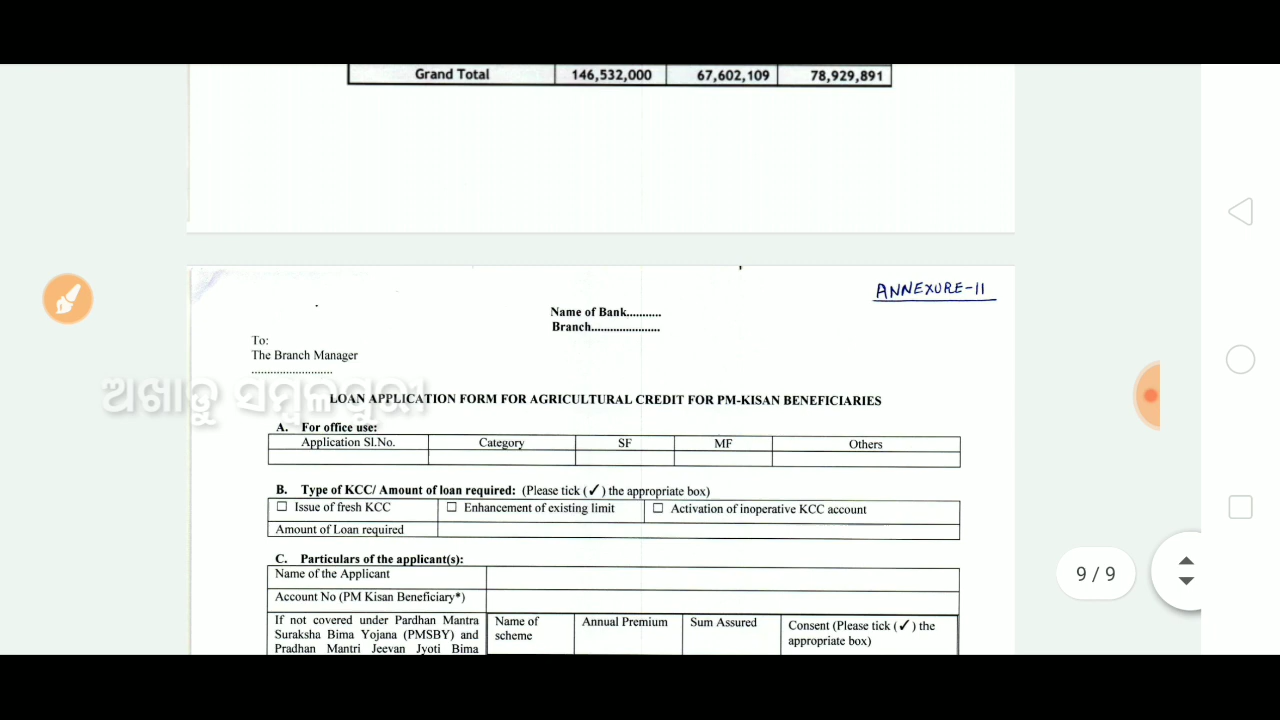 Grand Total 146,532,000 67,602,109 78,929,891
ANNEXURE-II
Name of Bank...........
Branch.....................
To:
The Branch Manager
..........................
ଅଖାଡୁ ସମ୍ବଲପୁରୀ
LOAN APPLICATION FORM FOR AGRICULTURAL CREDIT FOR PM-KISAN BENEFICIARIES
A. For office use:
Application Sl.No. Category SF MF Others
B. Type of KCC/ Amount of loan required: (Please tick (✓) the appropriate box)
☐ Issue of fresh KCC ☐ Enhancement of existing limit ☐ Activation of inoperative KCC account
Amount of Loan required
C. Particulars of the applicant(s):
Name of the Applicant
Account No (PM Kisan Beneficiary*)
If not covered under Pardhan Mantra Name of Annual Premium Sum Assured Consent (Please tick (✓) the
Suraksha Bima Yojana (PMSBY) and scheme appropriate box)
Pradhan Mantri Jeevan Jyoti Bima
9 / 9